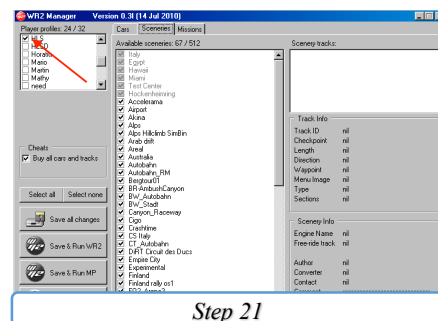 WR2 Manager Version 0.3I (14 Jul 2010)
Player profiles: 24 / 32
HLS
Horatio
Mario
Martin
Mathy
need
Cheats
Buy all cars and tracks
Select all Select none
Save all changes
Save & Run WR2
Save & Run MP
Cars Sceneries Missions
Available sceneries: 67 / 512
Italy
Egypt
Hawaii
Miami
Test Center
Hockenheimring
Accelerama
Airport
Akina
Alps
Alps Hillclimb SimBin
Arab drift
Areal
Australia
Autobahn
Autobahn_RM
Bergtour01
BR-AmbushCanyon
BW_Autobahn
BW_Stadt
Canyon_Raceway
Cigo
Crashtime
CS Italy
CT_Autobahn
DiRT Circuit des Ducs
Empire City
Experimental
Finland
Finland rally os1
Scenery tracks:
Track Info
Track ID nil
Checkpoint nil
Length nil
Direction nil
Waypoint nil
Menu Image nil
Type nil
Sections nil
Scenery Info
Engine Name nil
Free-ride track nil
Author nil
Converter nil
Contact nil
Step 21